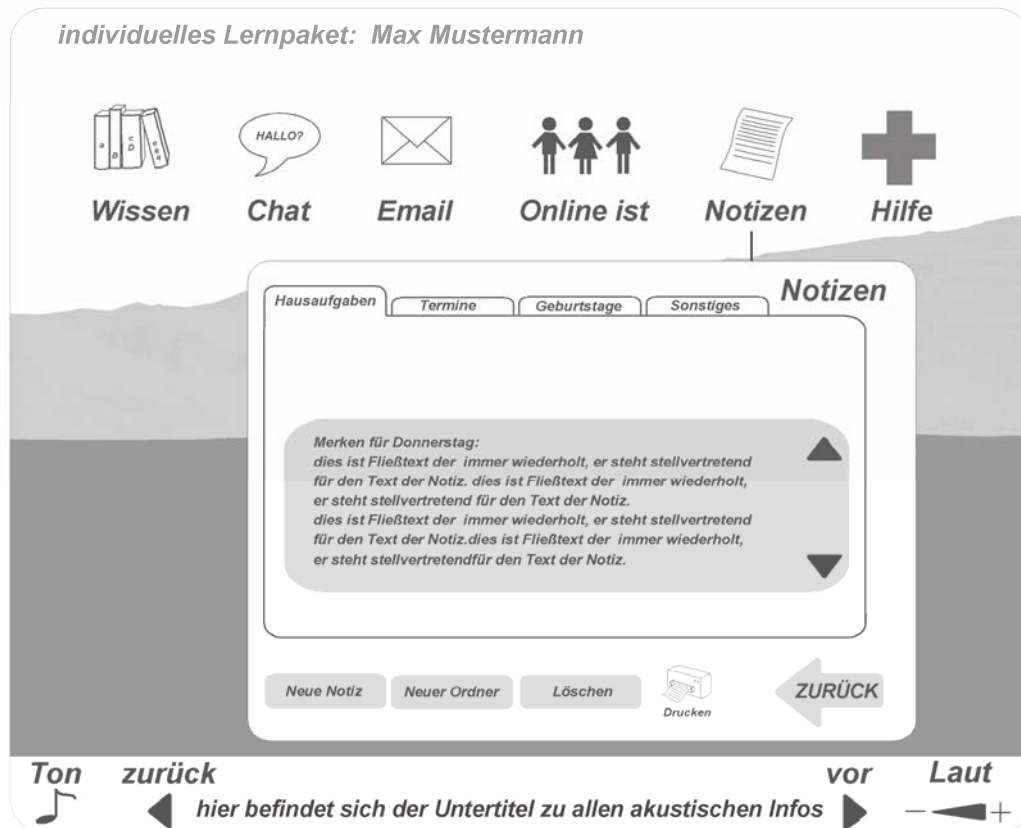 individuelles Lernpaket: Max Mustermann
HALLO?
a B C D
Wissen Chat Email Online ist Notizen Hilfe
Notizen
Hausaufgaben Termine Geburtstage Sonstiges
Merken für Donnerstag:
dies ist Fließtext der immer wiederholt, er steht stellvertretend
für den Text der Notiz. dies ist Fließtext der immer wiederholt,
er steht stellvertretend für den Text der Notiz.
dies ist Fließtext der immer wiederholt, er steht stellvertretend
für den Text der Notiz.dies ist Fließtext der immer wiederholt,
er steht stellvertretendfür den Text der Notiz.
Neue Notiz Neuer Ordner Löschen Drucken ZURÜCK
Ton zurück vor Laut
hier befindet sich der Untertitel zu allen akustischen Infos
− +